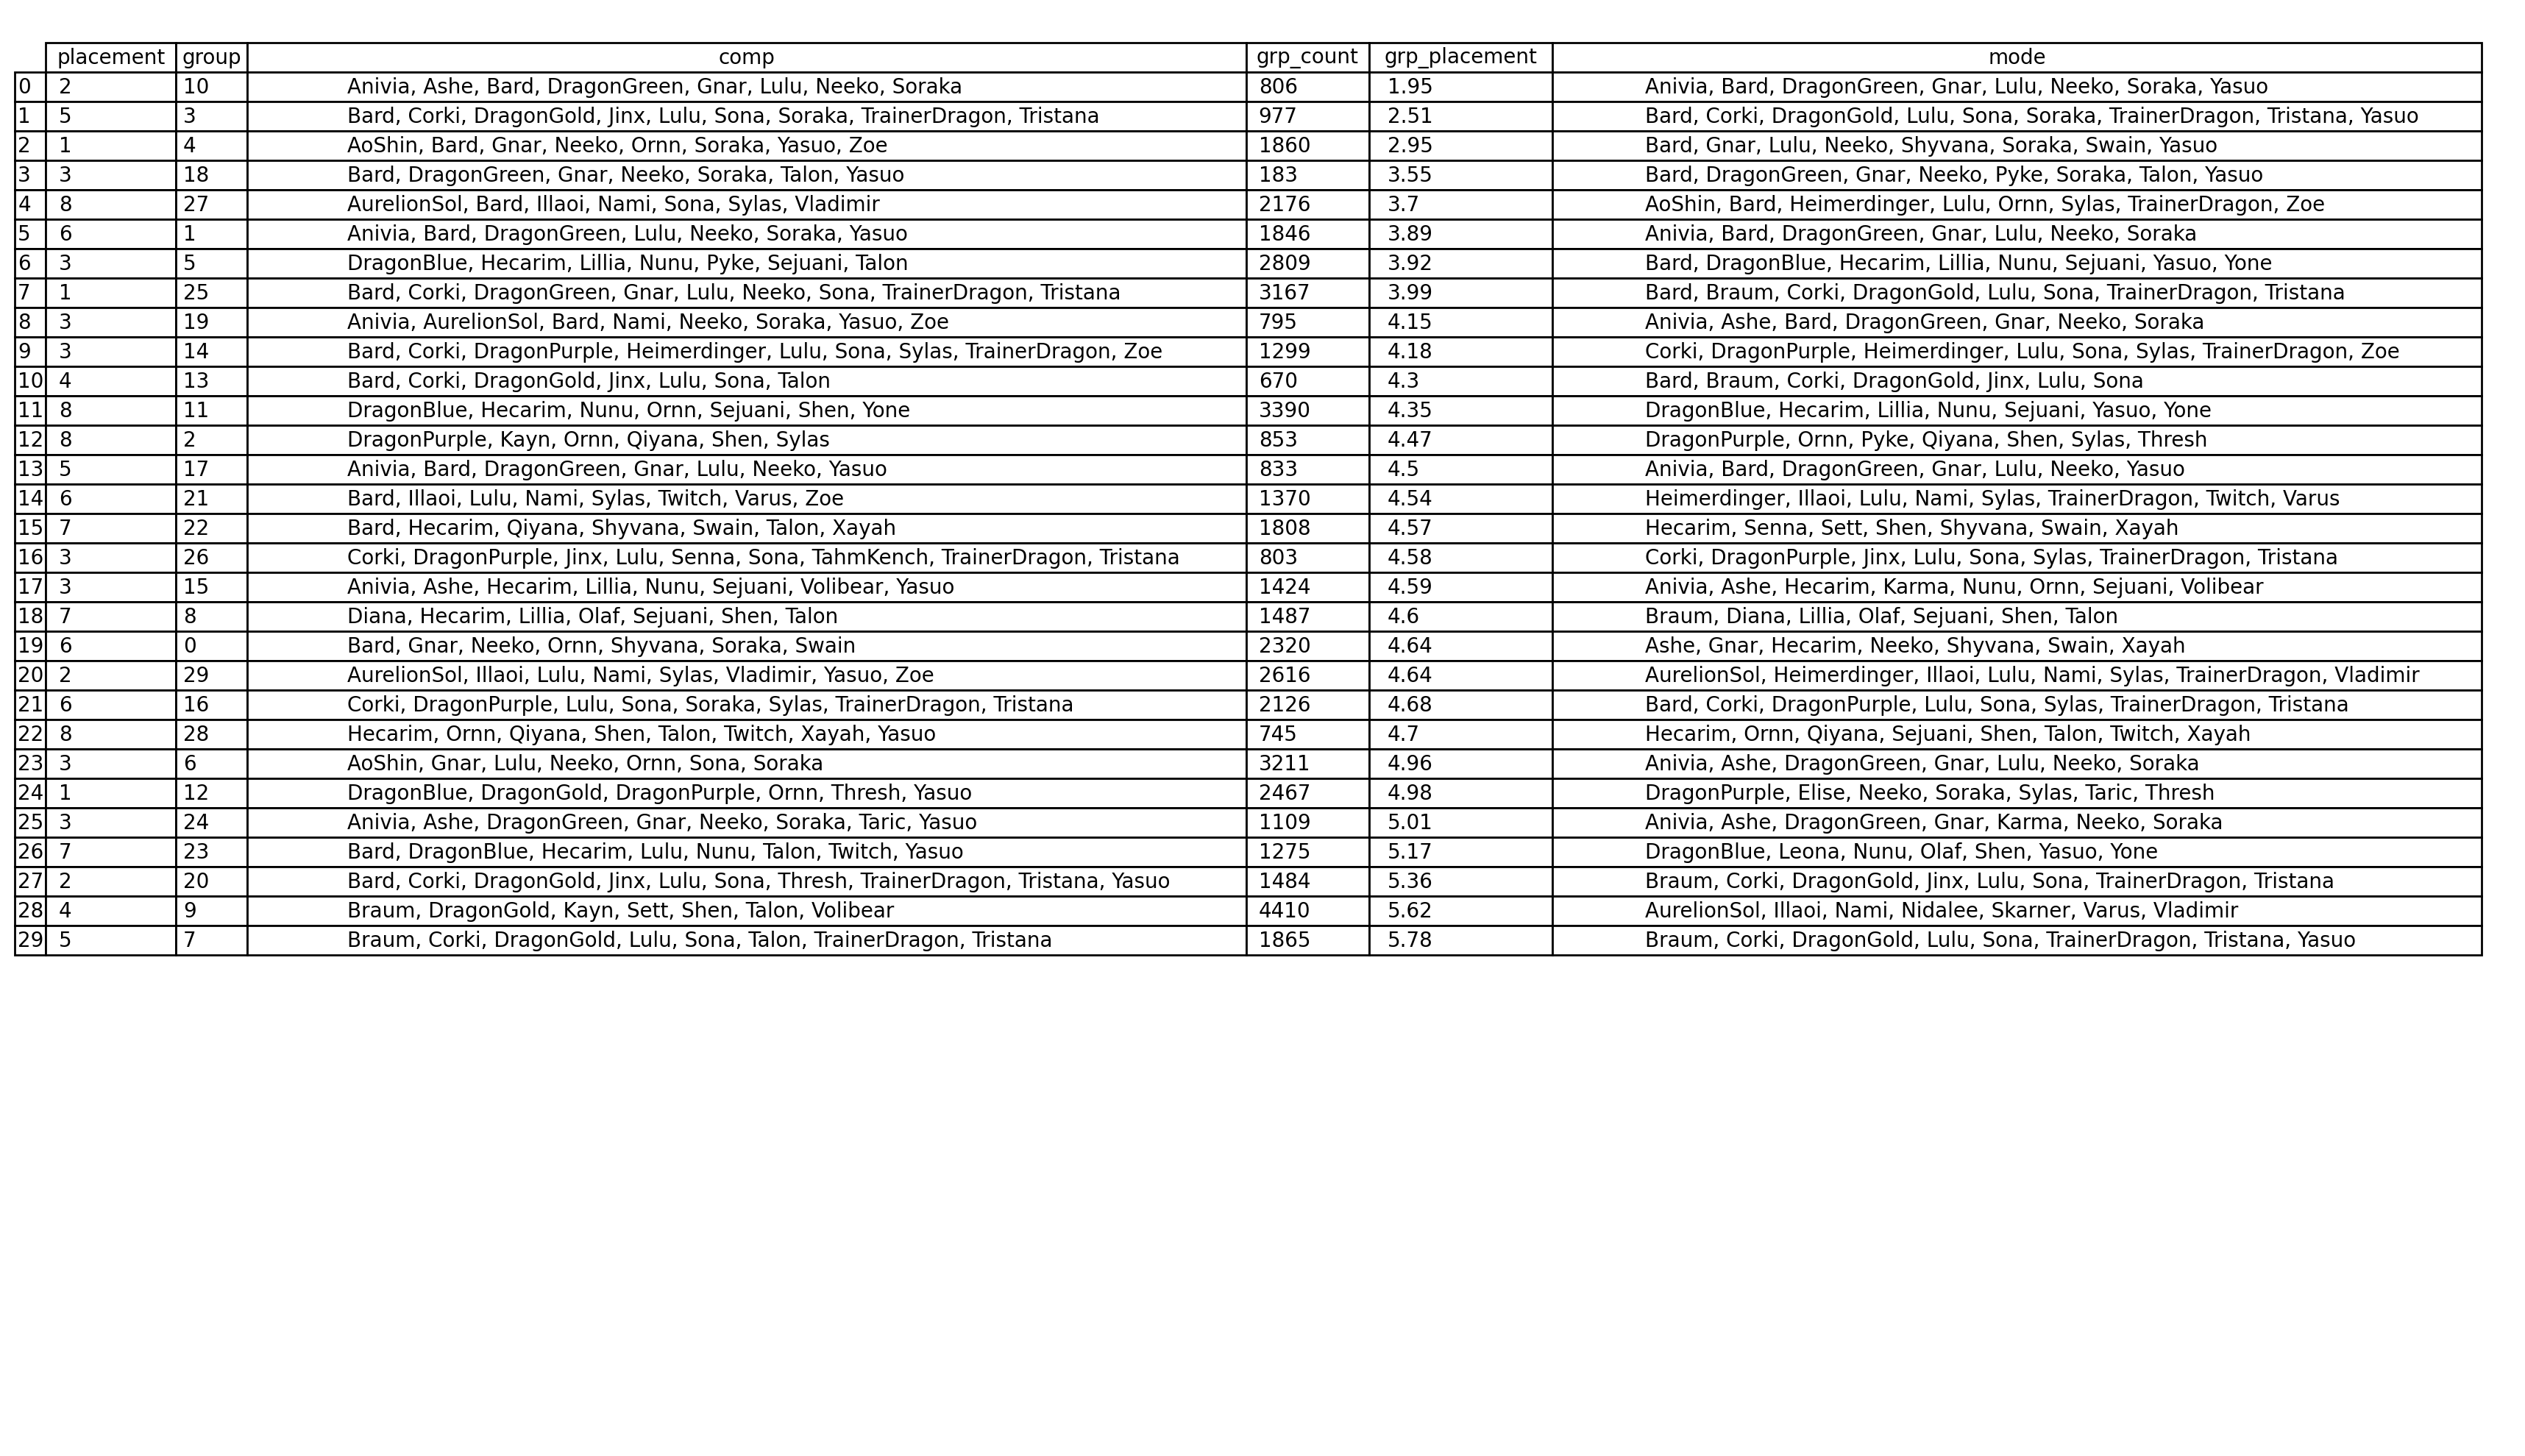 placement group comp grp_count grp_placement mode
0 2 10 Anivia, Ashe, Bard, DragonGreen, Gnar, Lulu, Neeko, Soraka 806 1.95 Anivia, Bard, DragonGreen, Gnar, Lulu, Neeko, Soraka, Yasuo
1 5 3 Bard, Corki, DragonGold, Jinx, Lulu, Sona, Soraka, TrainerDragon, Tristana 977 2.51 Bard, Corki, DragonGold, Lulu, Sona, Soraka, TrainerDragon, Tristana, Yasuo
2 1 4 AoShin, Bard, Gnar, Neeko, Ornn, Soraka, Yasuo, Zoe 1860 2.95 Bard, Gnar, Lulu, Neeko, Shyvana, Soraka, Swain, Yasuo
3 3 18 Bard, DragonGreen, Gnar, Neeko, Soraka, Talon, Yasuo 183 3.55 Bard, DragonGreen, Gnar, Neeko, Pyke, Soraka, Talon, Yasuo
4 8 27 AurelionSol, Bard, Illaoi, Nami, Sona, Sylas, Vladimir 2176 3.7 AoShin, Bard, Heimerdinger, Lulu, Ornn, Sylas, TrainerDragon, Zoe
5 6 1 Anivia, Bard, DragonGreen, Lulu, Neeko, Soraka, Yasuo 1846 3.89 Anivia, Bard, DragonGreen, Gnar, Lulu, Neeko, Soraka
6 3 5 DragonBlue, Hecarim, Lillia, Nunu, Pyke, Sejuani, Talon 2809 3.92 Bard, DragonBlue, Hecarim, Lillia, Nunu, Sejuani, Yasuo, Yone
7 1 25 Bard, Corki, DragonGreen, Gnar, Lulu, Neeko, Sona, TrainerDragon, Tristana 3167 3.99 Bard, Braum, Corki, DragonGold, Lulu, Sona, TrainerDragon, Tristana
8 3 19 Anivia, AurelionSol, Bard, Nami, Neeko, Soraka, Yasuo, Zoe 795 4.15 Anivia, Ashe, Bard, DragonGreen, Gnar, Neeko, Soraka
9 3 14 Bard, Corki, DragonPurple, Heimerdinger, Lulu, Sona, Sylas, TrainerDragon, Zoe 1299 4.18 Corki, DragonPurple, Heimerdinger, Lulu, Sona, Sylas, TrainerDragon, Zoe
10 4 13 Bard, Corki, DragonGold, Jinx, Lulu, Sona, Talon 670 4.3 Bard, Braum, Corki, DragonGold, Jinx, Lulu, Sona
11 8 11 DragonBlue, Hecarim, Nunu, Ornn, Sejuani, Shen, Yone 3390 4.35 DragonBlue, Hecarim, Lillia, Nunu, Sejuani, Yasuo, Yone
12 8 2 DragonPurple, Kayn, Ornn, Qiyana, Shen, Sylas 853 4.47 DragonPurple, Ornn, Pyke, Qiyana, Shen, Sylas, Thresh
13 5 17 Anivia, Bard, DragonGreen, Gnar, Lulu, Neeko, Yasuo 833 4.5 Anivia, Bard, DragonGreen, Gnar, Lulu, Neeko, Yasuo
14 6 21 Bard, Illaoi, Lulu, Nami, Sylas, Twitch, Varus, Zoe 1370 4.54 Heimerdinger, Illaoi, Lulu, Nami, Sylas, TrainerDragon, Twitch, Varus
15 7 22 Bard, Hecarim, Qiyana, Shyvana, Swain, Talon, Xayah 1808 4.57 Hecarim, Senna, Sett, Shen, Shyvana, Swain, Xayah
16 3 26 Corki, DragonPurple, Jinx, Lulu, Senna, Sona, TahmKench, TrainerDragon, Tristana 803 4.58 Corki, DragonPurple, Jinx, Lulu, Sona, Sylas, TrainerDragon, Tristana
17 3 15 Anivia, Ashe, Hecarim, Lillia, Nunu, Sejuani, Volibear, Yasuo 1424 4.59 Anivia, Ashe, Hecarim, Karma, Nunu, Ornn, Sejuani, Volibear
18 7 8 Diana, Hecarim, Lillia, Olaf, Sejuani, Shen, Talon 1487 4.6 Braum, Diana, Lillia, Olaf, Sejuani, Shen, Talon
19 6 0 Bard, Gnar, Neeko, Ornn, Shyvana, Soraka, Swain 2320 4.64 Ashe, Gnar, Hecarim, Neeko, Shyvana, Swain, Xayah
20 2 29 AurelionSol, Illaoi, Lulu, Nami, Sylas, Vladimir, Yasuo, Zoe 2616 4.64 AurelionSol, Heimerdinger, Illaoi, Lulu, Nami, Sylas, TrainerDragon, Vladimir
21 6 16 Corki, DragonPurple, Lulu, Sona, Soraka, Sylas, TrainerDragon, Tristana 2126 4.68 Bard, Corki, DragonPurple, Lulu, Sona, Sylas, TrainerDragon, Tristana
22 8 28 Hecarim, Ornn, Qiyana, Shen, Talon, Twitch, Xayah, Yasuo 745 4.7 Hecarim, Ornn, Qiyana, Sejuani, Shen, Talon, Twitch, Xayah
23 3 6 AoShin, Gnar, Lulu, Neeko, Ornn, Sona, Soraka 3211 4.96 Anivia, Ashe, DragonGreen, Gnar, Lulu, Neeko, Soraka
24 1 12 DragonBlue, DragonGold, DragonPurple, Ornn, Thresh, Yasuo 2467 4.98 DragonPurple, Elise, Neeko, Soraka, Sylas, Taric, Thresh
25 3 24 Anivia, Ashe, DragonGreen, Gnar, Neeko, Soraka, Taric, Yasuo 1109 5.01 Anivia, Ashe, DragonGreen, Gnar, Karma, Neeko, Soraka
26 7 23 Bard, DragonBlue, Hecarim, Lulu, Nunu, Talon, Twitch, Yasuo 1275 5.17 DragonBlue, Leona, Nunu, Olaf, Shen, Yasuo, Yone
27 2 20 Bard, Corki, DragonGold, Jinx, Lulu, Sona, Thresh, TrainerDragon, Tristana, Yasuo 1484 5.36 Braum, Corki, DragonGold, Jinx, Lulu, Sona, TrainerDragon, Tristana
28 4 9 Braum, DragonGold, Kayn, Sett, Shen, Talon, Volibear 4410 5.62 AurelionSol, Illaoi, Nami, Nidalee, Skarner, Varus, Vladimir
29 5 7 Braum, Corki, DragonGold, Lulu, Sona, Talon, TrainerDragon, Tristana 1865 5.78 Braum, Corki, DragonGold, Lulu, Sona, TrainerDragon, Tristana, Yasuo